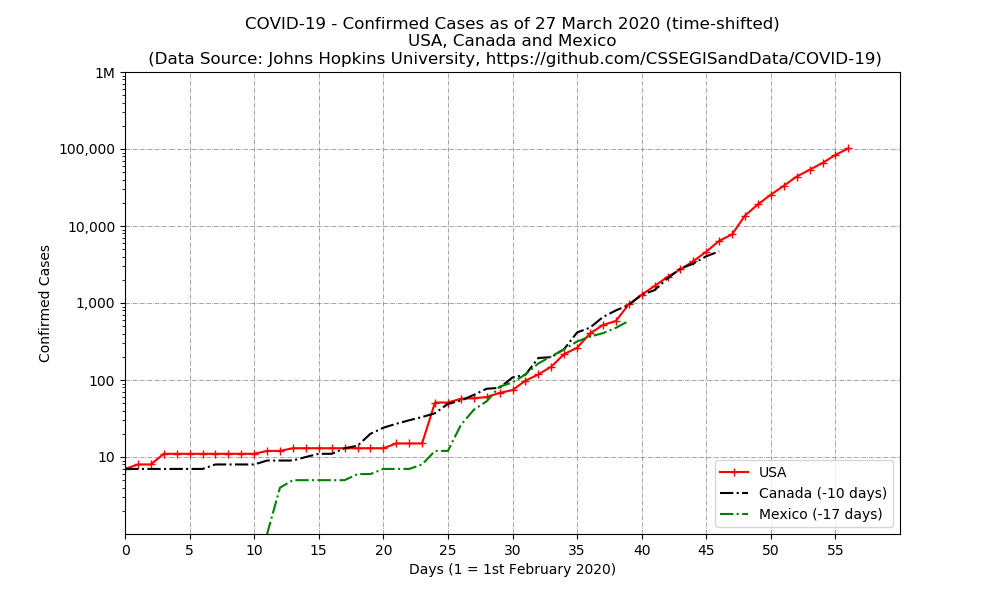 COVID-19 - Confirmed Cases as of 27 March 2020 (time-shifted)
USA, Canada and Mexico
(Data Source: Johns Hopkins University, https://github.com/CSSEGISandData/COVID-19)
1M
100,000
10,000
1,000
100
10
Confirmed Cases
USA
Canada (-10 days)
Mexico (-17 days)
0 5 10 15 20 25 30 35 40 45 50 55
Days (1 = 1st February 2020)